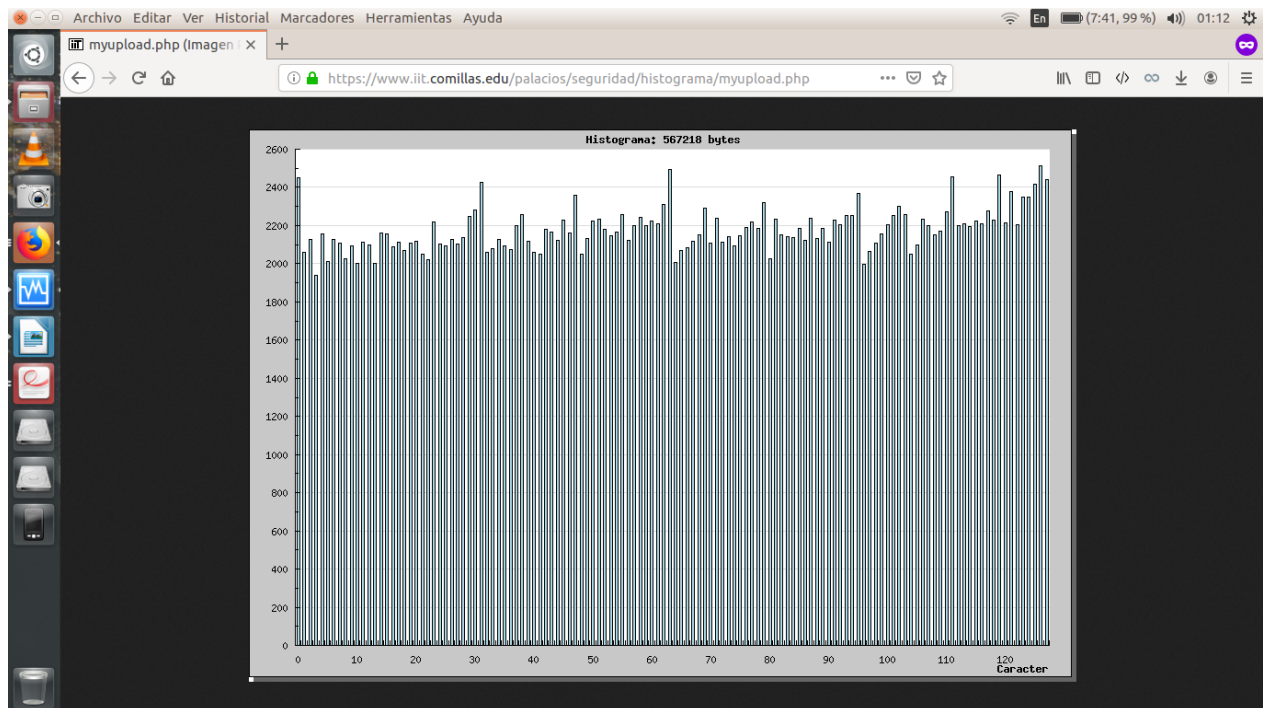 Archivo Editar Ver Historial Marcadores Herramientas Ayuda
En (7:41, 99 %) 01:12
iiT myupload.php (Imagen
https://www.iit.comillas.edu/palacios/seguridad/histograma/myupload.php
Histograma: 567218 bytes
2600
2400
2200
2000
1800
1600
1400
1200
1000
800
600
400
200
0
0 10 20 30 40 50 60 70 80 90 100 110 120
Caracter